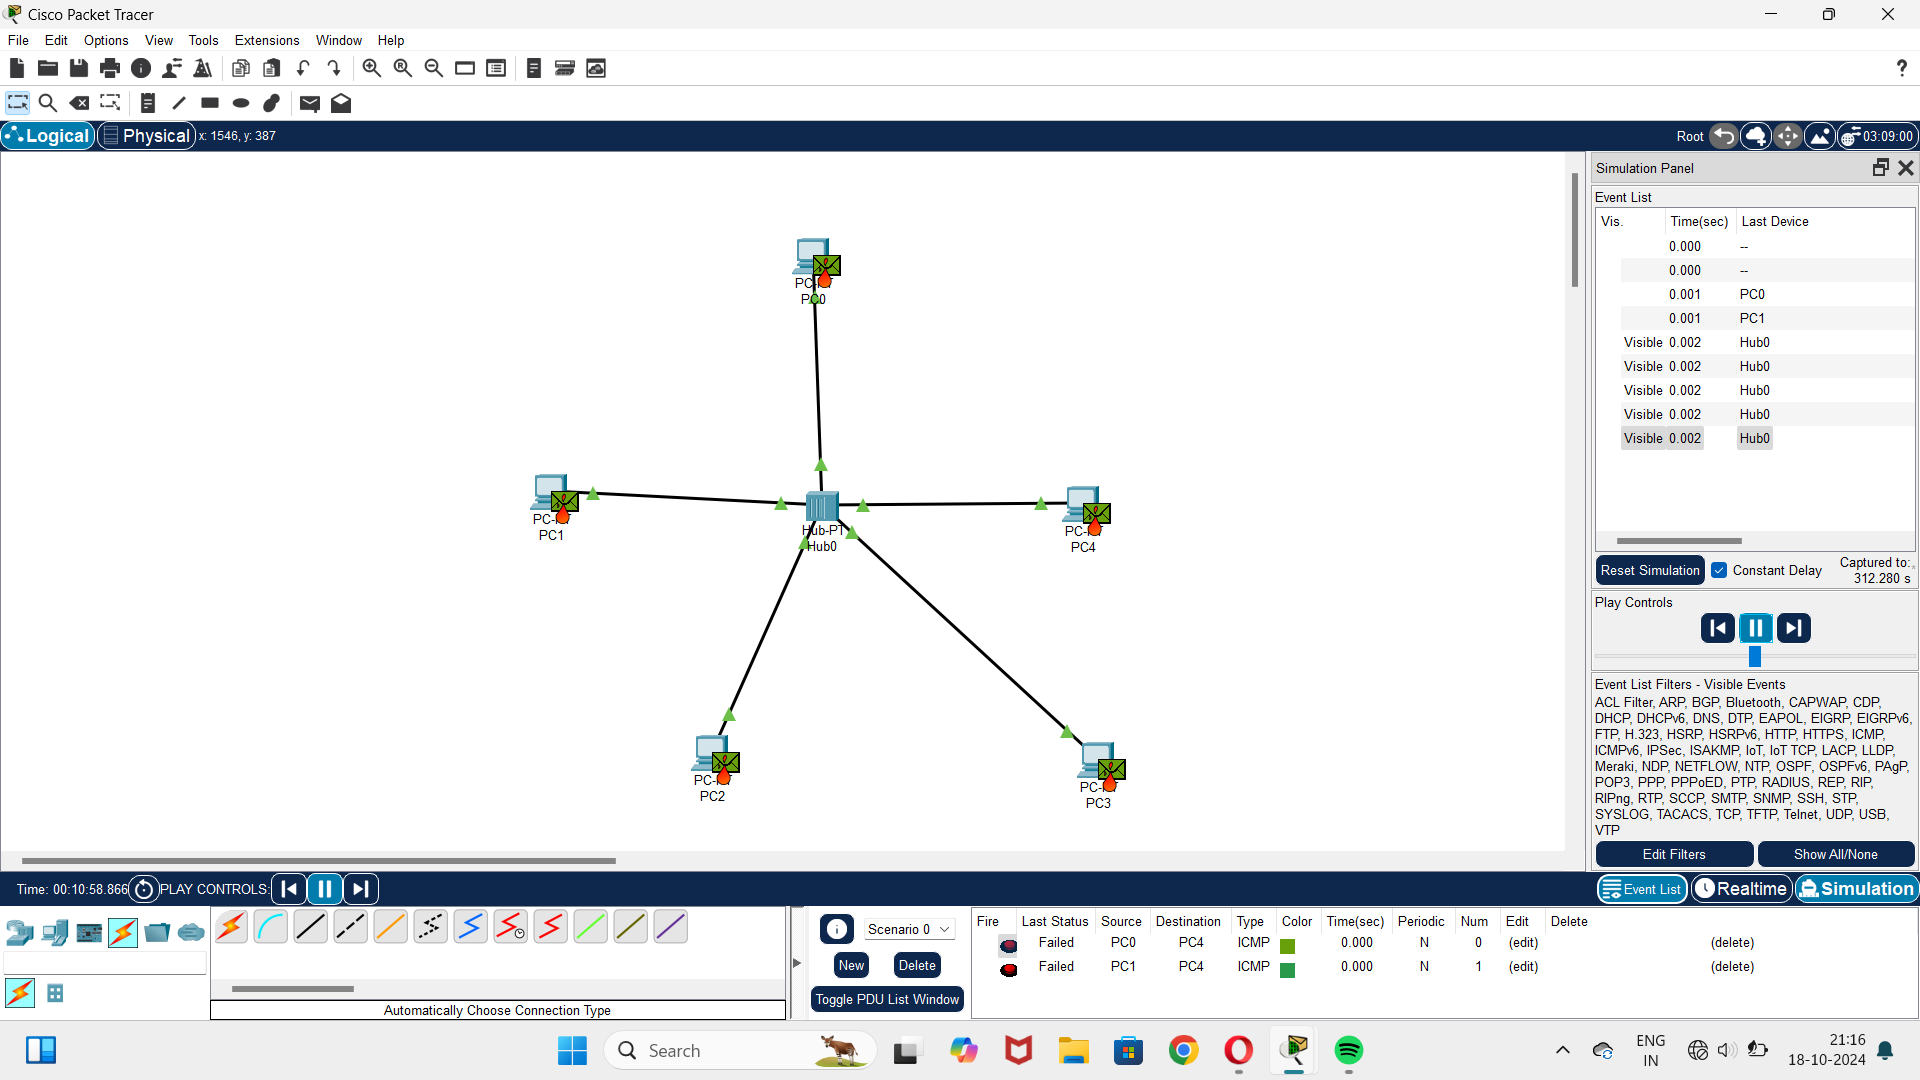 Cisco Packet Tracer
File Edit Options View Tools Extensions Window Help
?
Logical Physical x: 1546, y: 387 Root 03:09:00
Simulation Panel
Event List
Vis. Time(sec) Last Device
0.000 --
0.000 --
0.001 PC0
0.001 PC1
Visible 0.002 Hub0
Visible 0.002 Hub0
Visible 0.002 Hub0
Visible 0.002 Hub0
Visible 0.002 Hub0
Reset Simulation Constant Delay Captured to:
312.280 s
Play Controls
Event List Filters - Visible Events
ACL Filter, ARP, BGP, Bluetooth, CAPWAP, CDP,
DHCP, DHCPv6, DNS, DTP, EAPOL, EIGRP, EIGRPv6,
FTP, H.323, HSRP, HSRPv6, HTTP, HTTPS, ICMP,
ICMPv6, IPSec, ISAKMP, IoT, IoT TCP, LACP, LLDP,
Meraki, NDP, NETFLOW, NTP, OSPF, OSPFv6, PAgP,
POP3, PPP, PPPoED, PTP, RADIUS, REP, RIP,
RIPng, RTP, SCCP, SMTP, SNMP, SSH, STP,
SYSLOG, TACACS, TCP, TFTP, Telnet, UDP, USB,
VTP
Edit Filters Show All/None
PC0
PC1
Hub-PT
Hub0
PC4
PC2
PC3
Time: 00:10:58.866 PLAY CONTROLS: Event List Realtime Simulation
Scenario 0
New Delete
Toggle PDU List Window
Fire Last Status Source Destination Type Color Time(sec) Periodic Num Edit Delete
Failed PC0 PC4 ICMP 0.000 N 0 (edit) (delete)
Failed PC1 PC4 ICMP 0.000 N 1 (edit) (delete)
Automatically Choose Connection Type
Search
ENG
IN
21:16
18-10-2024